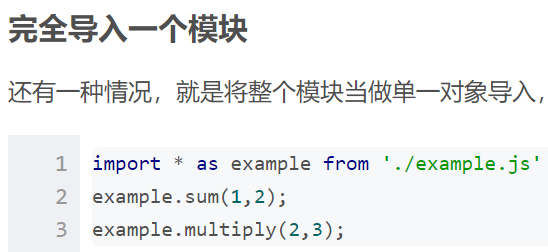 完全导入一个模块
还有一种情况，就是将整个模块当做单一对象导入，
1 import * as example from './example.js'
2 example.sum(1,2);
3 example.multiply(2,3);